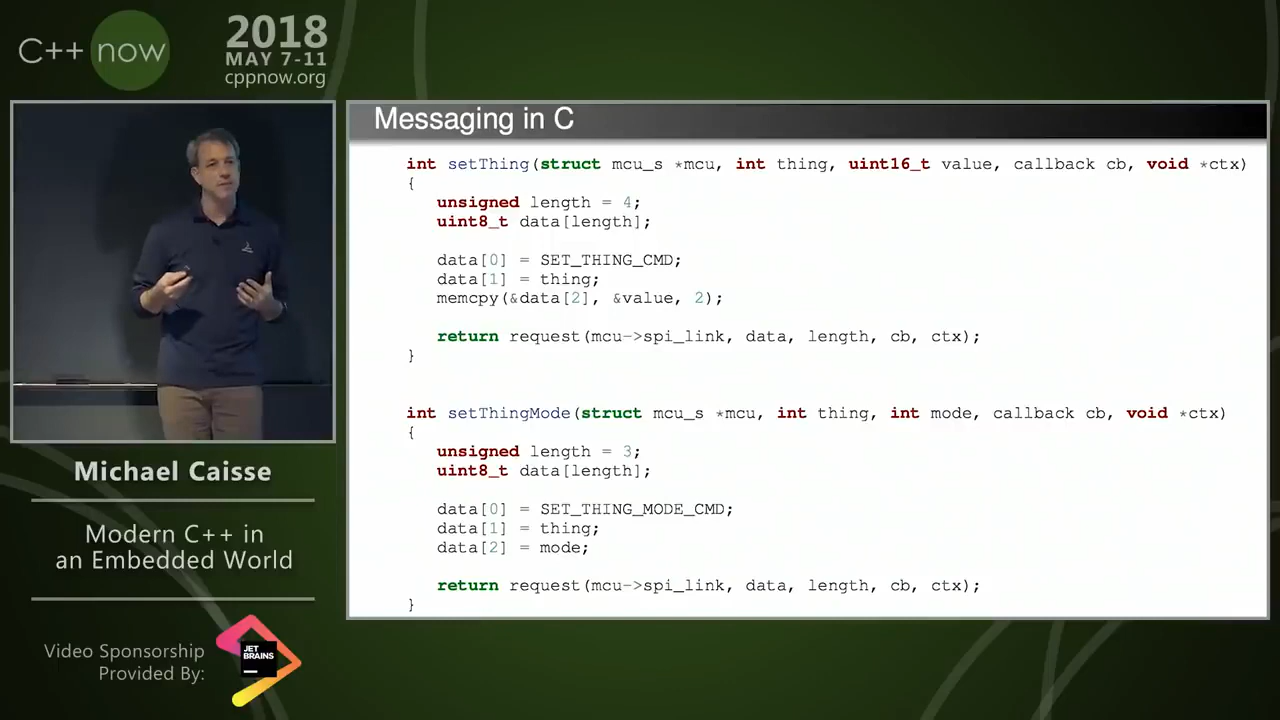 C++ now
2018
MAY 7-11
cppnow.org
Messaging in C
int setThing(struct mcu_s *mcu, int thing, uint16_t value, callback cb, void *ctx)
{
unsigned length = 4;
uint8_t data[length];
data[0] = SET_THING_CMD;
data[1] = thing;
memcpy(&data[2], &value, 2);
return request(mcu->spi_link, data, length, cb, ctx);
}
int setThingMode(struct mcu_s *mcu, int thing, int mode, callback cb, void *ctx)
{
unsigned length = 3;
uint8_t data[length];
data[0] = SET_THING_MODE_CMD;
data[1] = thing;
data[2] = mode;
return request(mcu->spi_link, data, length, cb, ctx);
}
Michael Caisse
Modern C++ in
an Embedded World
Video Sponsorship
Provided By:
JET
BRAINS